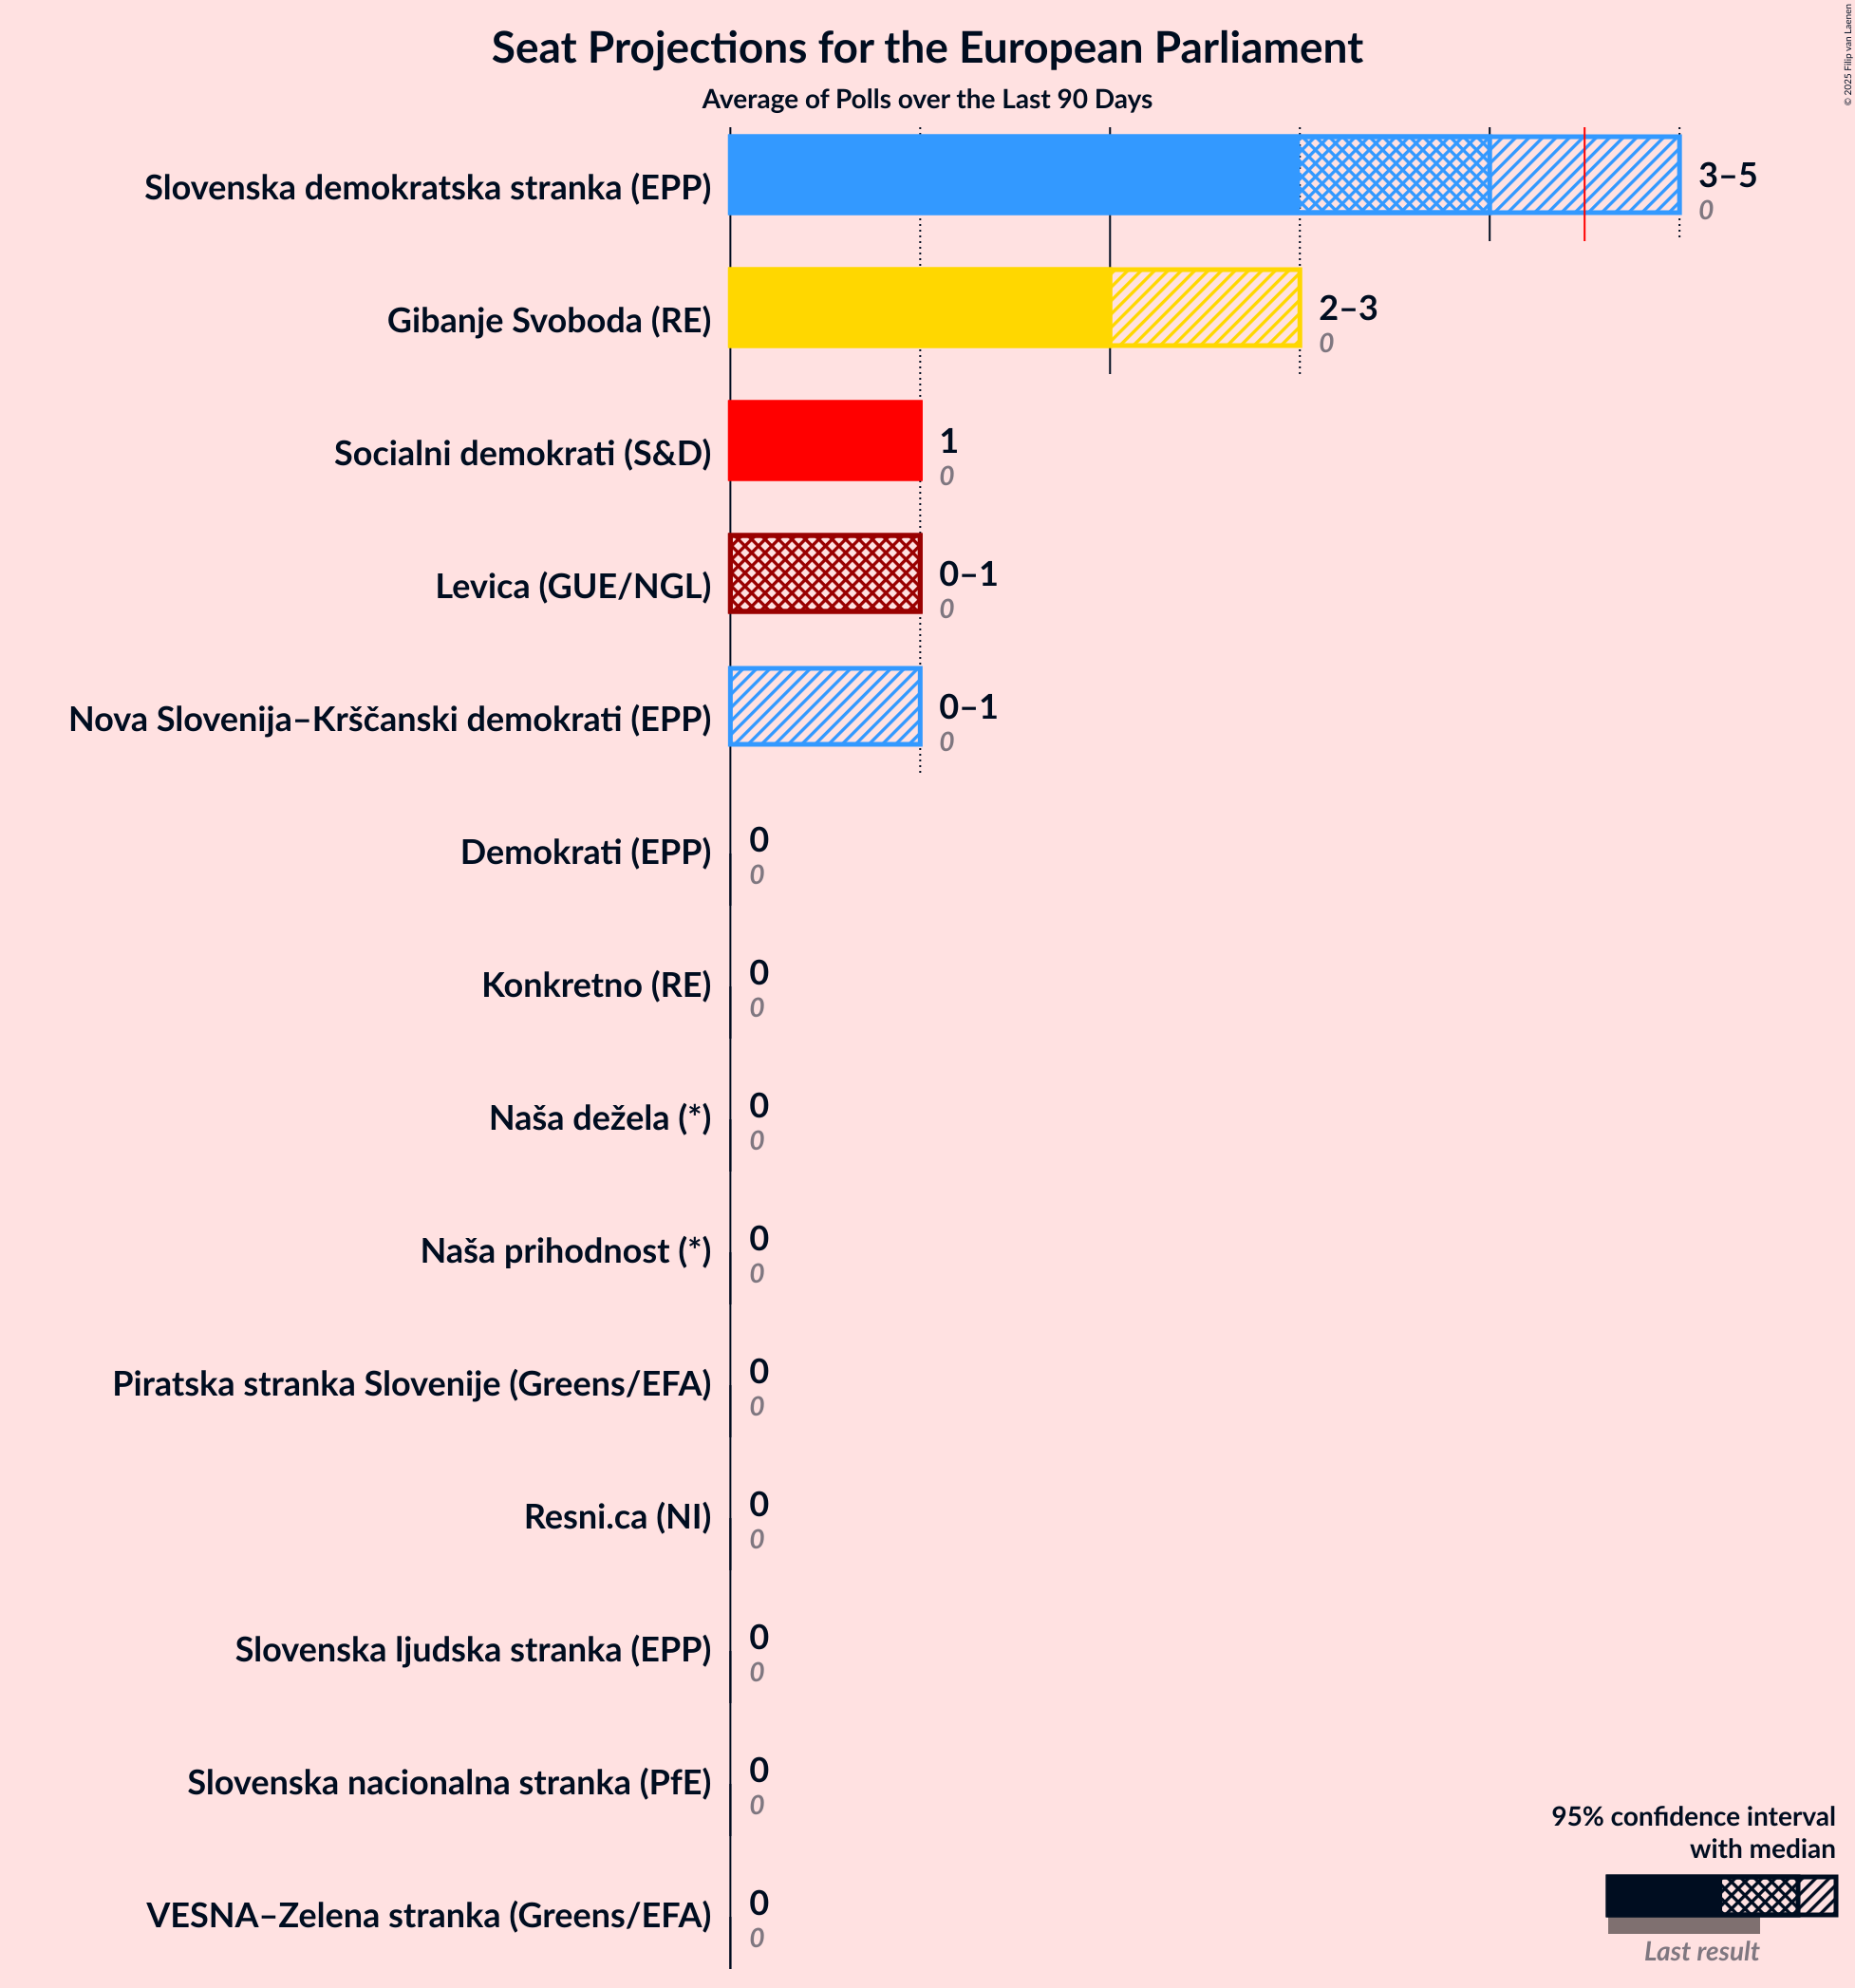 Seat Projections for the European Parliament
Average of Polls over the Last 90 Days
© 2025 Filip van Laenen
Slovenska demokratska stranka (EPP)
3–5
0
Gibanje Svoboda (RE)
2–3
0
Socialni demokrati (S&D)
1
0
Levica (GUE/NGL)
0–1
0
Nova Slovenija–Krščanski demokrati (EPP)
0–1
0
Demokrati (EPP)
0
0
Konkretno (RE)
0
0
Naša dežela (*)
0
0
Naša prihodnost (*)
0
0
Piratska stranka Slovenije (Greens/EFA)
0
0
Resni.ca (NI)
0
0
Slovenska ljudska stranka (EPP)
0
0
Slovenska nacionalna stranka (PfE)
0
0
VESNA–Zelena stranka (Greens/EFA)
0
0
95% confidence interval
with median
Last result